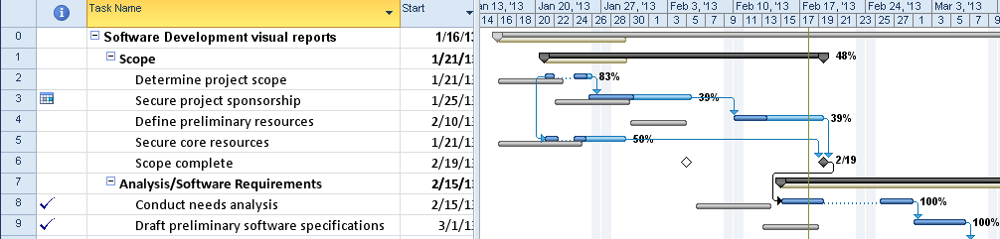 Task Name Start an 13, '13 Jan 20, '13 Jan 27, '13 Feb 3, '13 Feb 10, '13 Feb 17, '13 Feb 24, '13 Mar 3, '13
14 16 18 20 22 24 26 28 30 1 3 5 7 9 11 13 15 17 19 21 23 25 27 1 3 5 7 9
0 Software Development visual reports 1/16/1
1 Scope 1/21/1 48%
2 Determine project scope 1/21/1 83%
3 Secure project sponsorship 1/25/1 39%
4 Define preliminary resources 2/10/1 39%
5 Secure core resources 1/21/1 50%
6 Scope complete 2/19/1 2/19
7 Analysis/Software Requirements 2/15/1
8 Conduct needs analysis 2/15/1 100%
9 Draft preliminary software specifications 3/1/1 100%